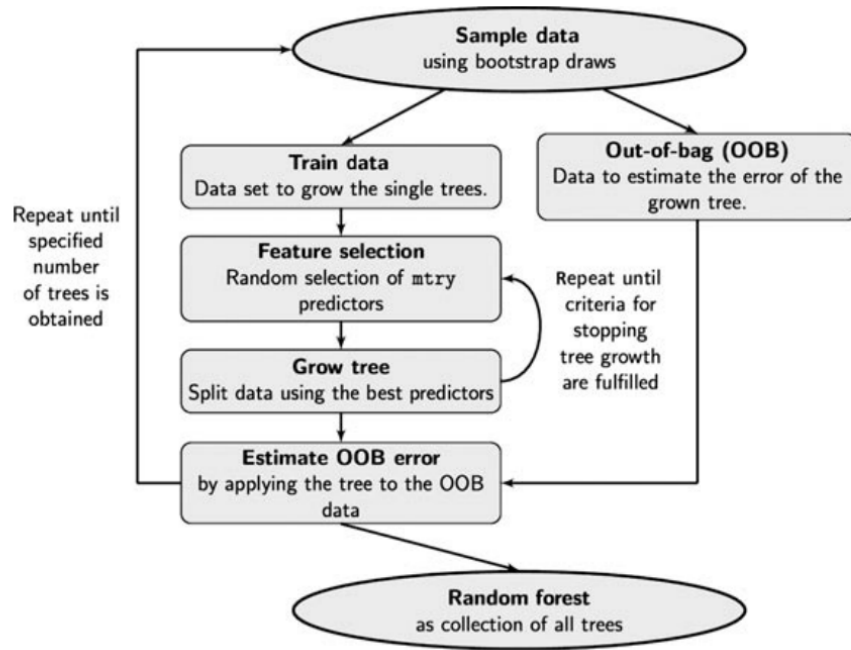 Sample data
using bootstrap draws
Train data
Data set to grow the single trees.
Out-of-bag (OOB)
Data to estimate the error of the
grown tree.
Repeat until
specified
number
of trees is
obtained
Feature selection
Random selection of mtry
predictors
Repeat until
criteria for
stopping
tree growth
are fulfilled
Grow tree
Split data using the best predictors
Estimate OOB error
by applying the tree to the OOB
data
Random forest
as collection of all trees